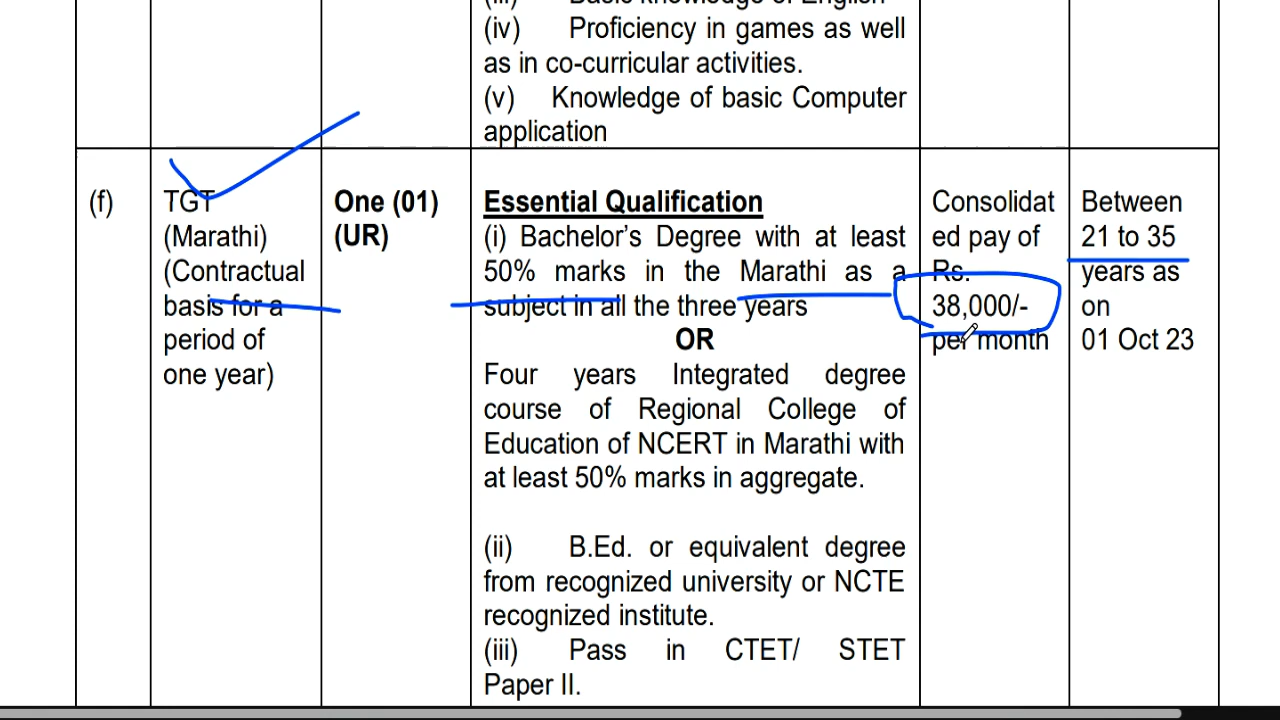 (iii) Basic knowledge of English
(iv) Proficiency in games as well
as in co-curricular activities.
(v) Knowledge of basic Computer
application
(f)
TGT
(Marathi)
(Contractual
basis for a
period of
one year)
One (01)
(UR)
Essential Qualification
(i) Bachelor's Degree with at least
50% marks in the Marathi as a
subject in all the three years
OR
Four years Integrated degree
course of Regional College of
Education of NCERT in Marathi with
at least 50% marks in aggregate.
(ii) B.Ed. or equivalent degree
from recognized university or NCTE
recognized institute.
(iii) Pass in CTET/ STET
Paper II.
Consolidat
ed pay of
Rs.
38,000/-
per month
Between
21 to 35
years as
on
01 Oct 23